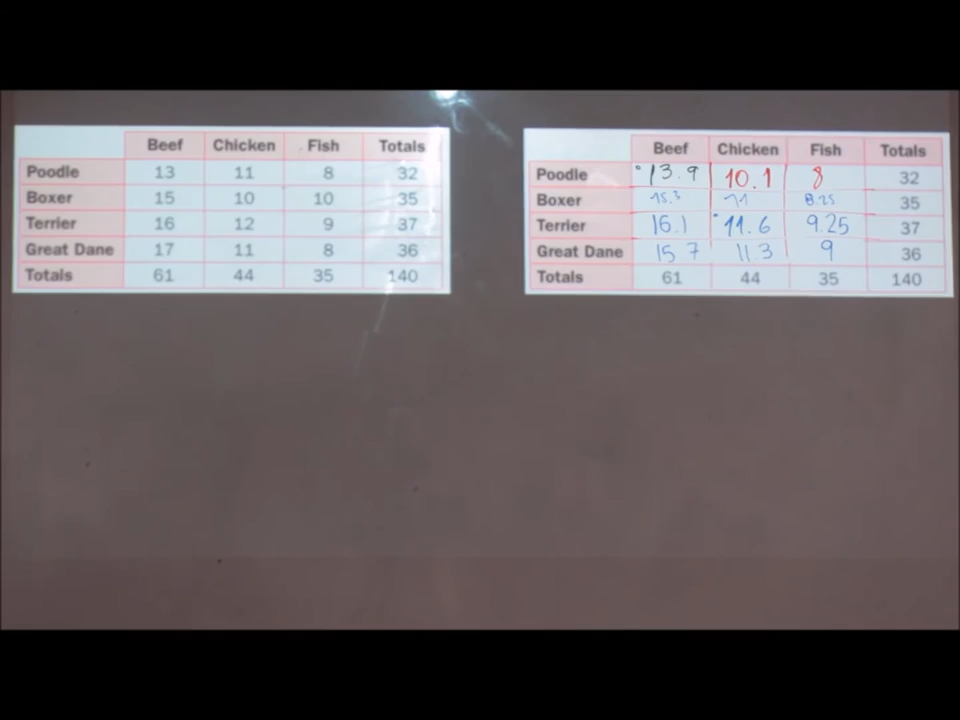 Beef Chicken Fish Totals
Poodle 13 11 8 32
Boxer 15 10 10 35
Terrier 16 12 9 37
Great Dane 17 11 8 36
Totals 61 44 35 140
Beef Chicken Fish Totals
Poodle 13.9 10.1 8 32
Boxer 15.3 11 8.25 35
Terrier 16.1 11.6 9.25 37
Great Dane 15.7 11.3 9 36
Totals 61 44 35 140